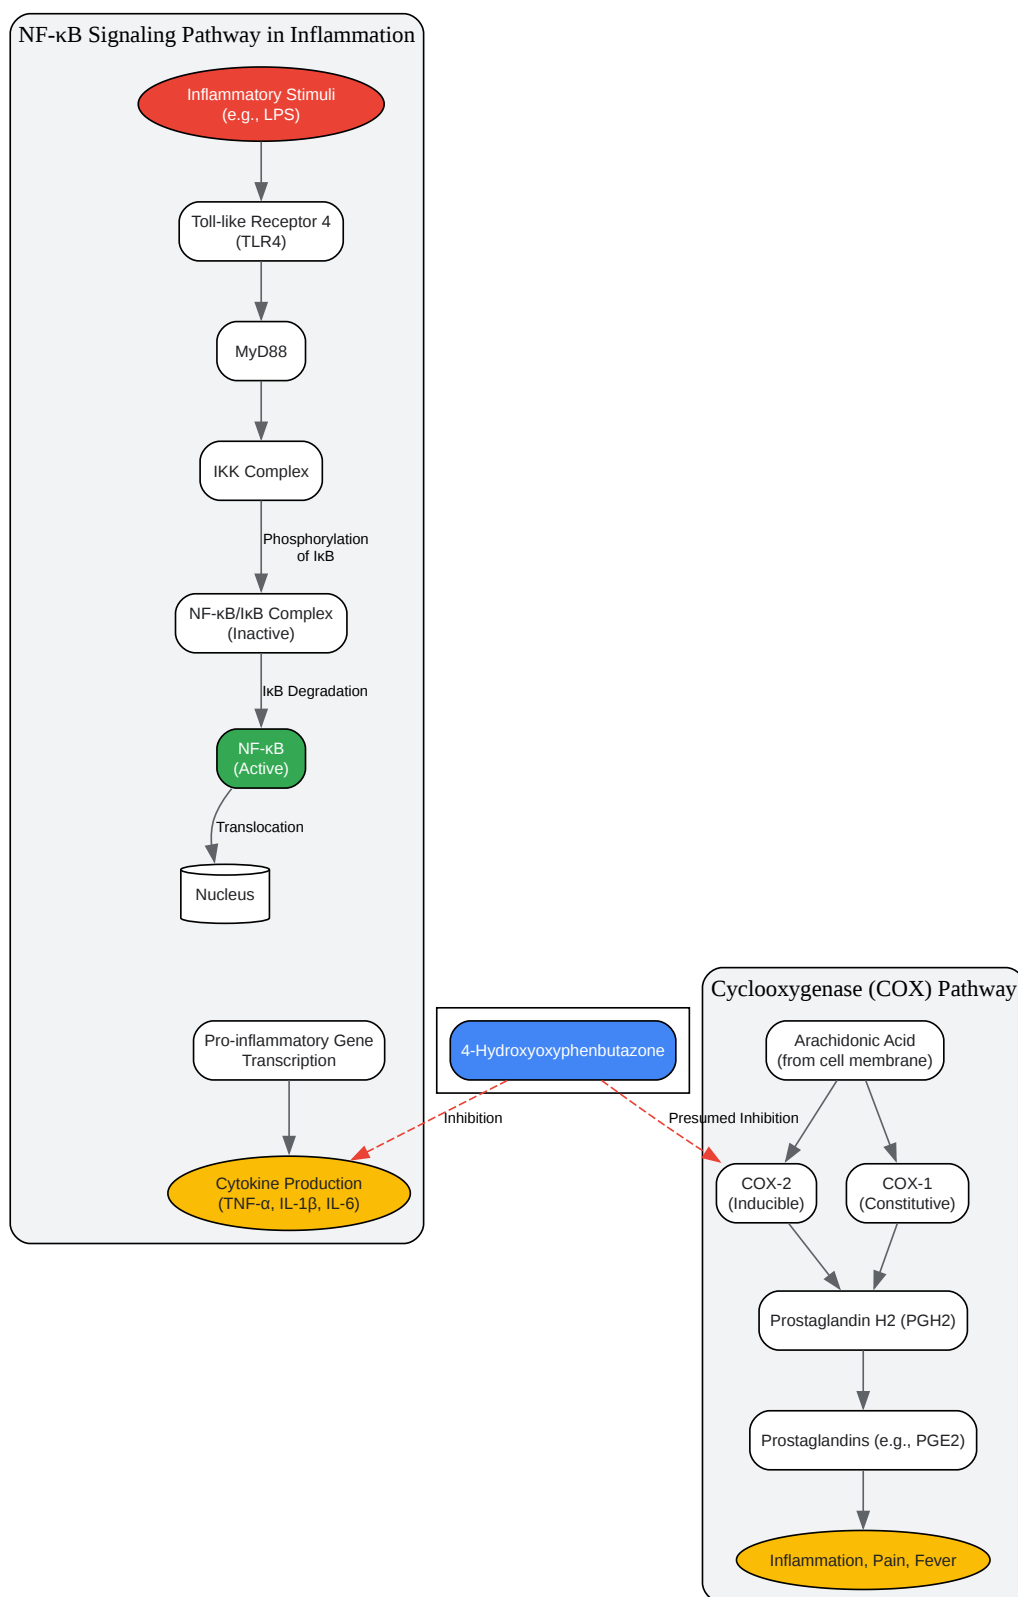 NF-κB Signaling Pathway in Inflammation
Inflammatory Stimuli
(e.g., LPS)
Toll-like Receptor 4
(TLR4)
MyD88
IKK Complex
Phosphorylation
of IκB
NF-κB/IκB Complex
(Inactive)
IκB Degradation
NF-κB
(Active)
Translocation
Nucleus
Pro-inflammatory Gene
Transcription
Cytokine Production
(TNF-α, IL-1β, IL-6)
4-Hydroxyoxyphenbutazone
Inhibition
Presumed Inhibition
Cyclooxygenase (COX) Pathway
Arachidonic Acid
(from cell membrane)
COX-2
(Inducible)
COX-1
(Constitutive)
Prostaglandin H2 (PGH2)
Prostaglandins (e.g., PGE2)
Inflammation, Pain, Fever